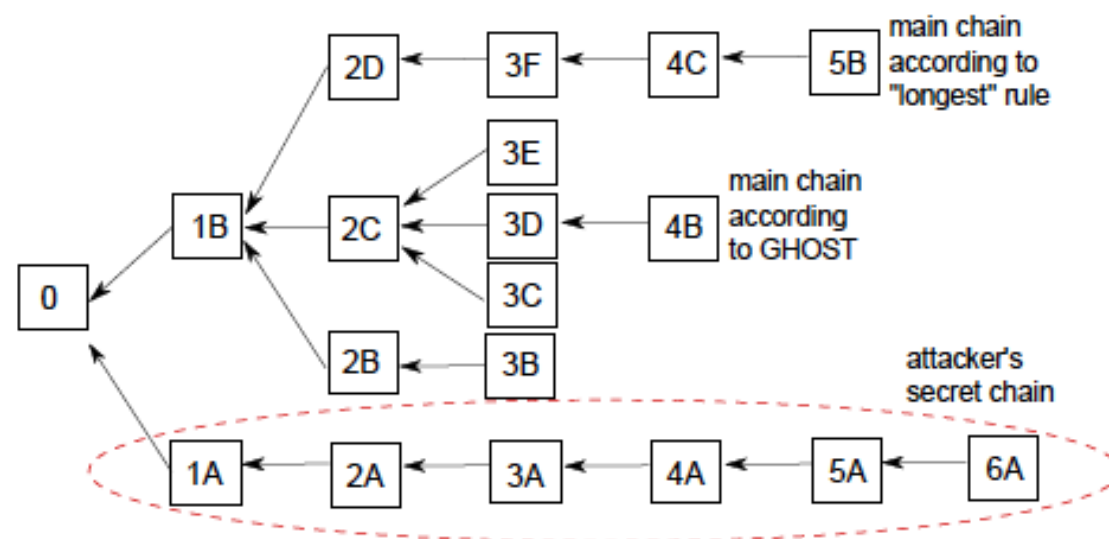 main chain
according to
"longest" rule
2D
3F
4C
5B
3E
main chain
according
to GHOST
1B
2C
3D
4B
3C
0
2B
3B
attacker's
secret chain
1A
2A
3A
4A
5A
6A